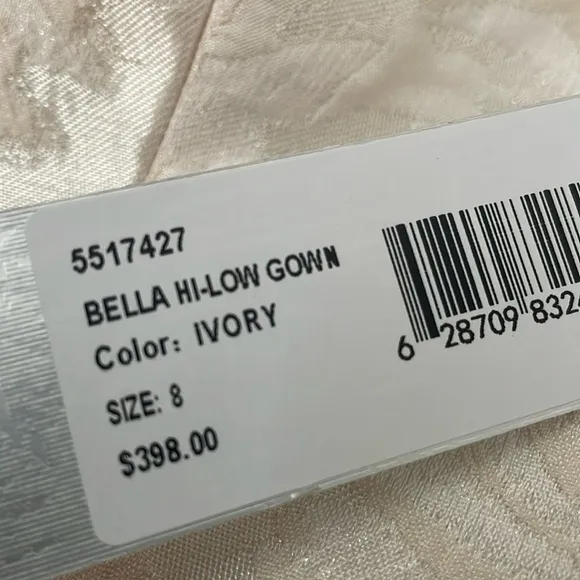 5517427
BELLA HI-LOW GOWN
Color: IVORY
SIZE: 8
$398.00
6 28709 832